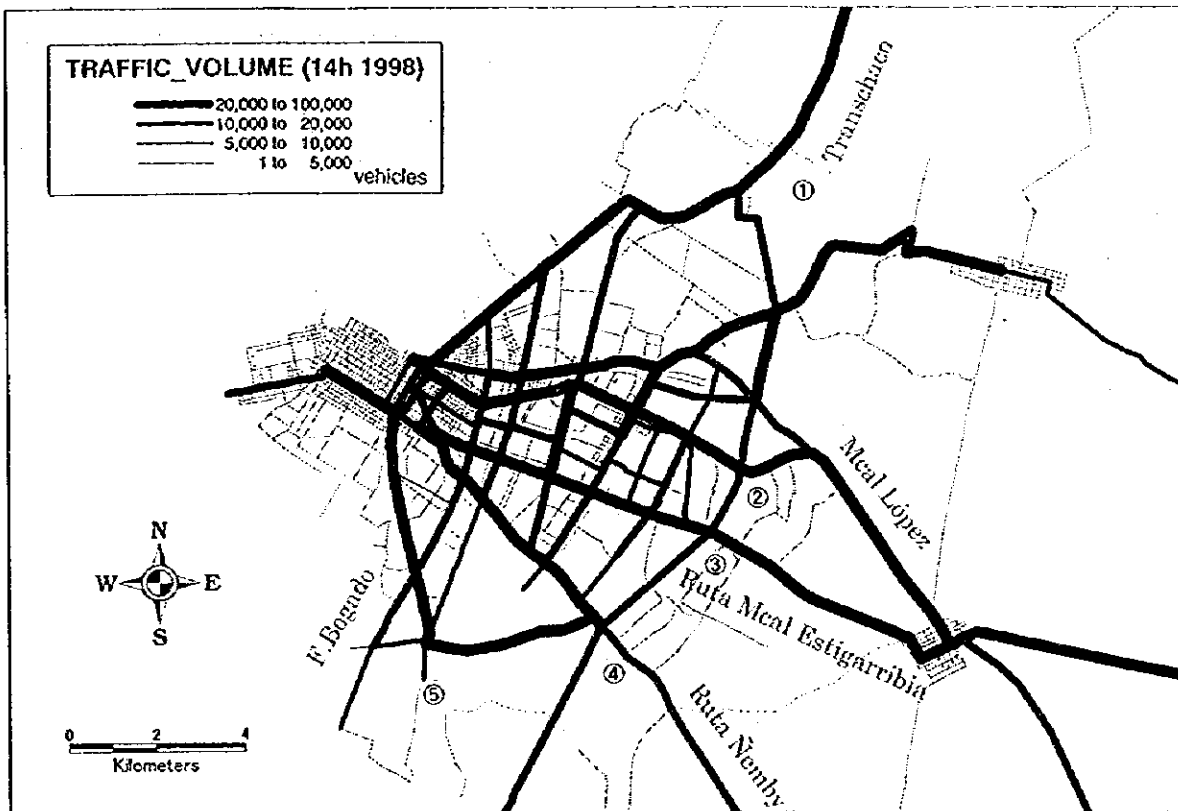 TRAFFIC_VOLUME (14h 1998)
20,000 to 100,000
10,000 to 20,000
5,000 to 10,000
1 to 5,000
vehicles
Transchaco
①
Mcal López
②
③
Ruta Mcal Estigarribia
F.Bogado
④
⑤
Ruta Ñemby
N
W E
S
0 2 4
Kilometers